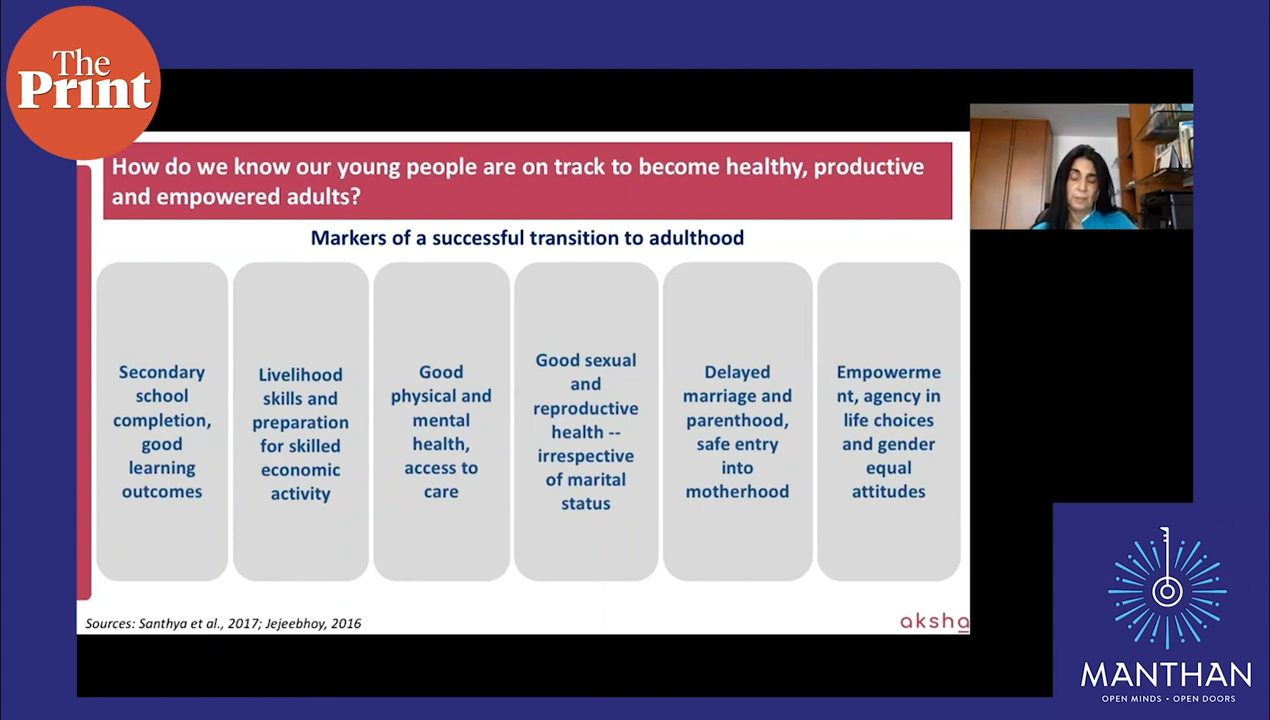 The
Print
How do we know our young people are on track to become healthy, productive
and empowered adults?
Markers of a successful transition to adulthood
Secondary
school
completion,
good
learning
outcomes
Livelihood
skills and
preparation
for skilled
economic
activity
Good
physical and
mental
health,
access to
care
Good sexual
and
reproductive
health --
irrespective
of marital
status
Delayed
marriage and
parenthood,
safe entry
into
motherhood
Empowerme
nt, agency in
life choices
and gender
equal
attitudes
Sources: Santhya et al., 2017; Jejeebhoy, 2016
aksha
MANTHAN
OPEN MINDS • OPEN DOORS